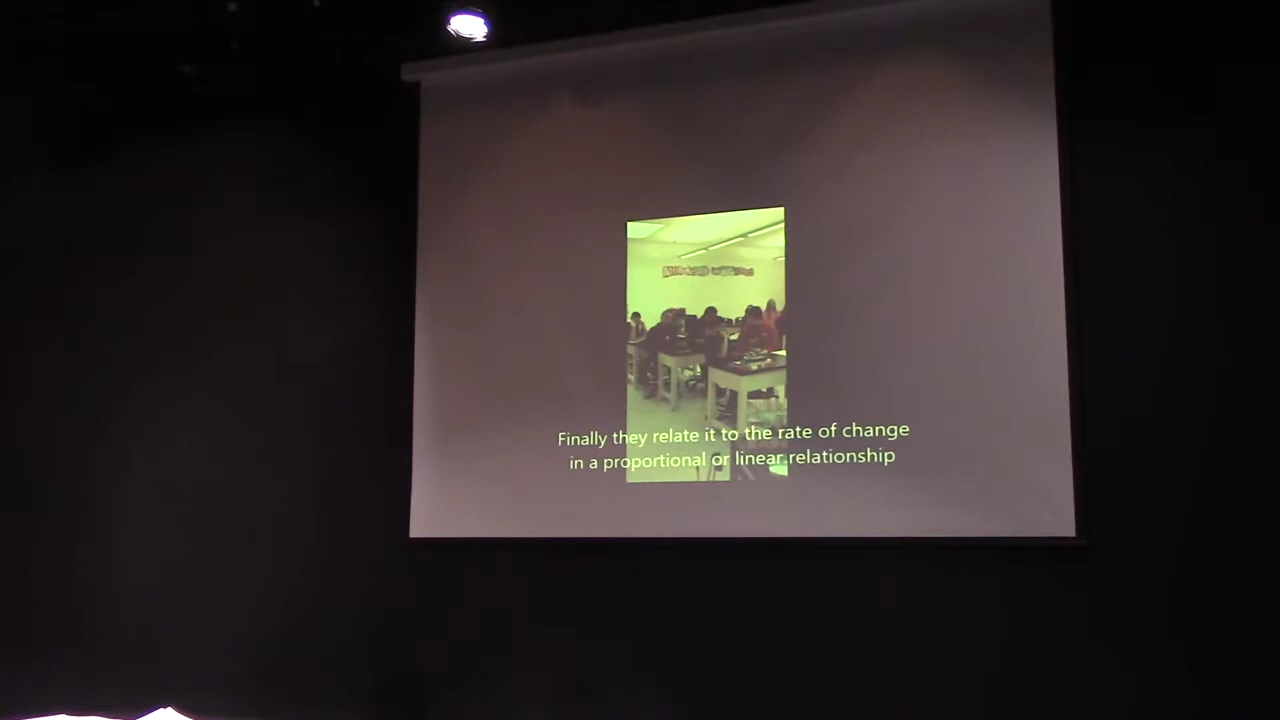 Finally they relate it to the rate of change
in a proportional or linear relationship